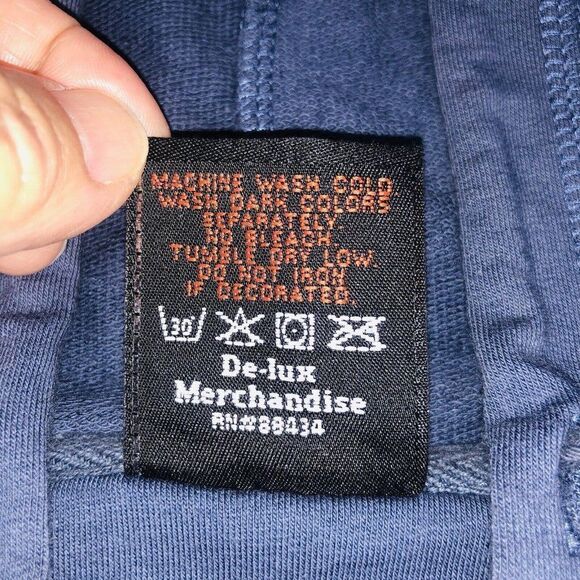 MACHINE WASH COLD
WASH DARK COLORS
SEPARATELY
NO BLEACH.
TUMBLE DRY LOW.
DO NOT IRON
IF DECORATED.
30°
De-lux
Merchandise
RN#88434